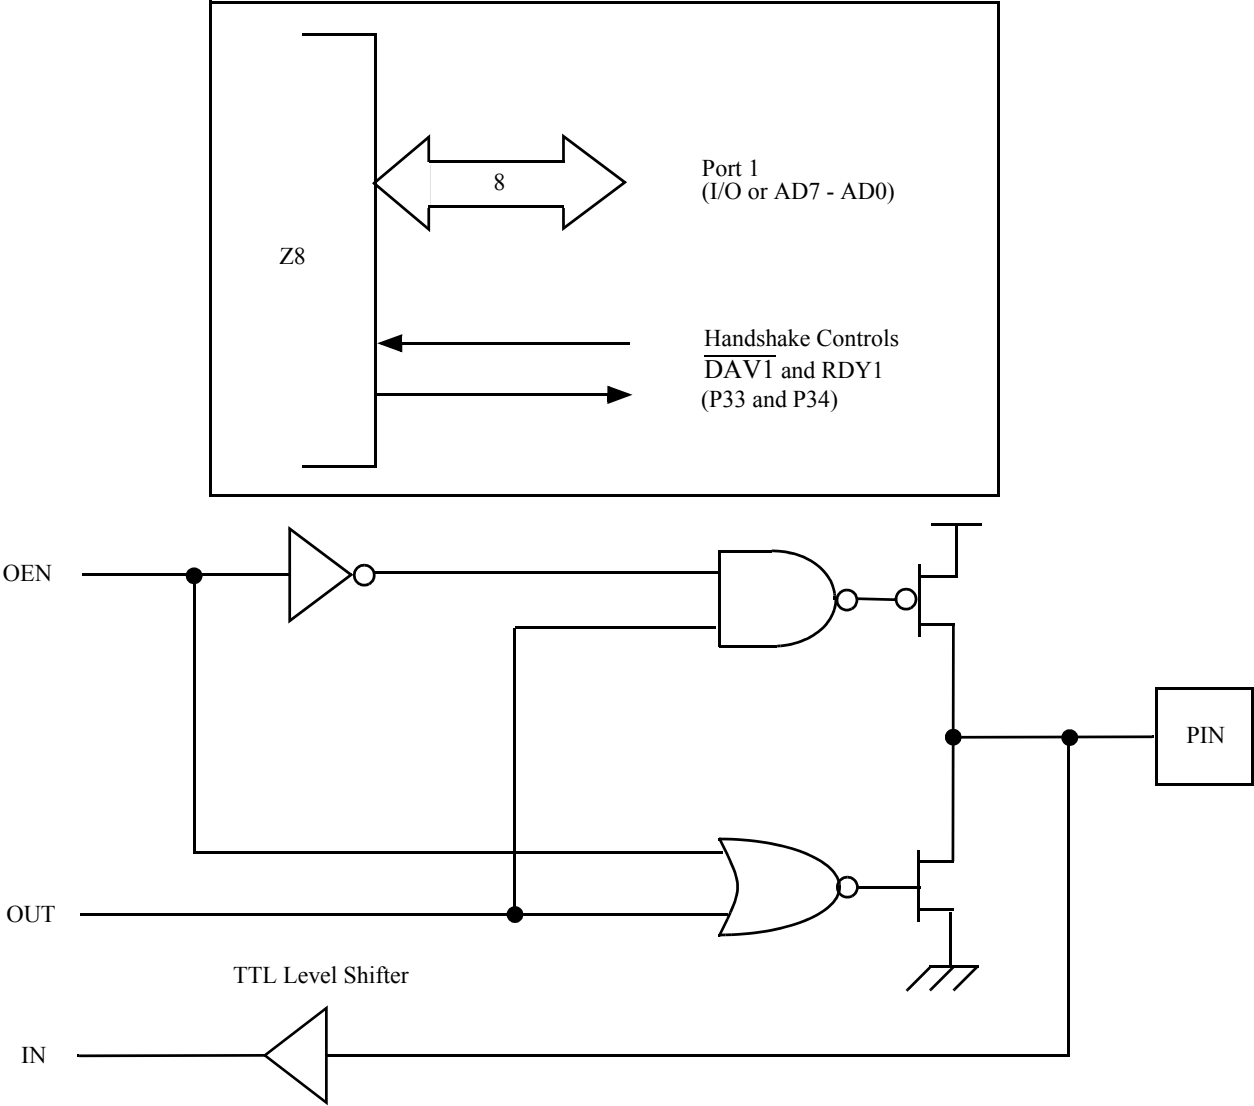 Port 1
(I/O or AD7 - AD0)
8
Z8
Handshake Controls
D̅A̅V̅1̅ and RDY1
(P33 and P34)
OEN
PIN
OUT
TTL Level Shifter
IN